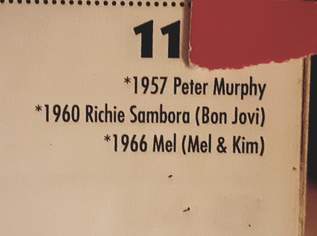 11
*1957 Peter Murphy
*1960 Richie Sambora (Bon Jovi)
*1966 Mel (Mel & Kim)